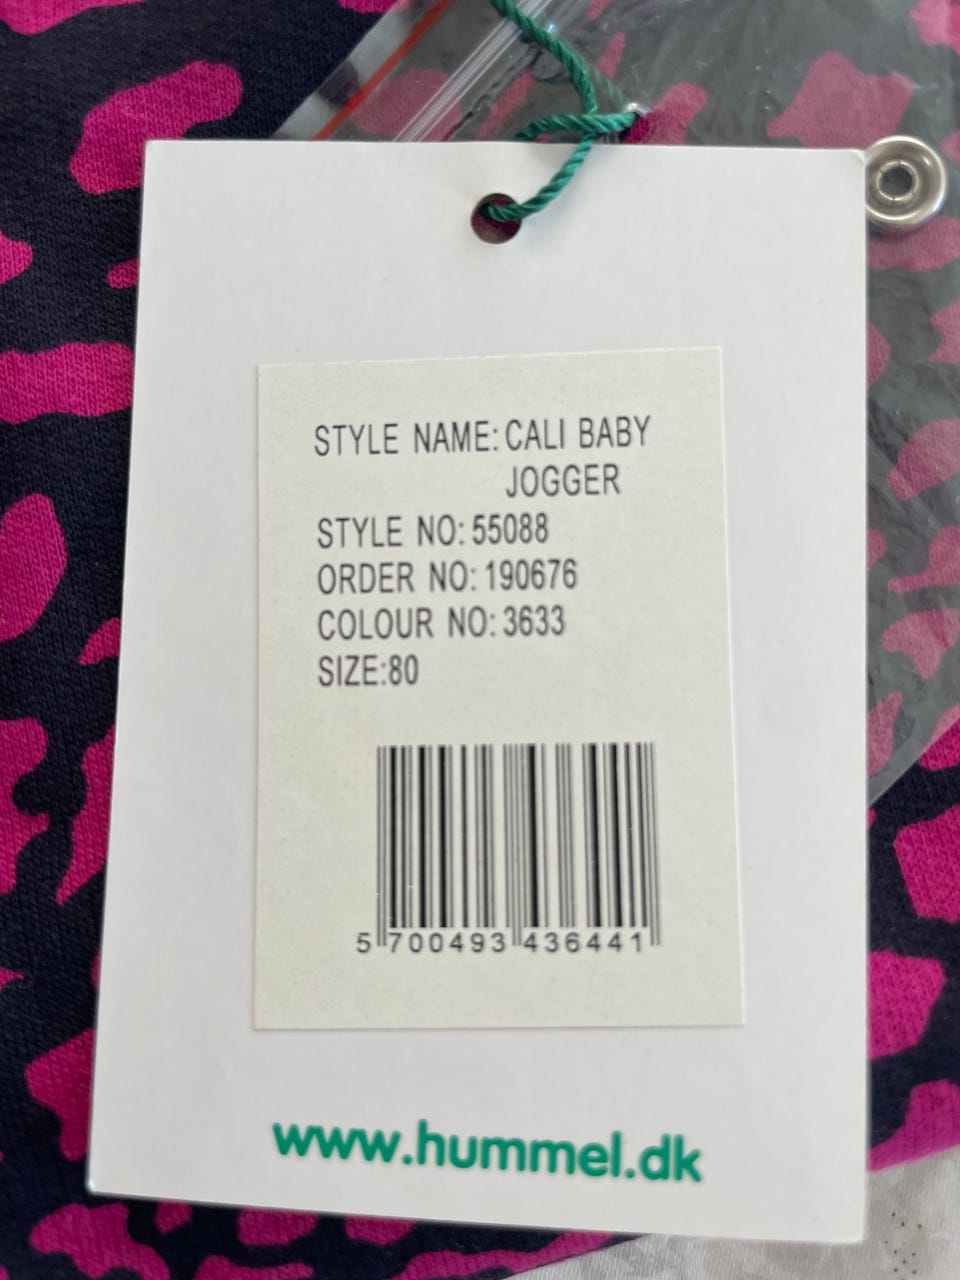 STYLE NAME: CALI BABY
JOGGER
STYLE NO: 55088
ORDER NO: 190676
COLOUR NO: 3633
SIZE:80
5 700493 436441
www.hummel.dk